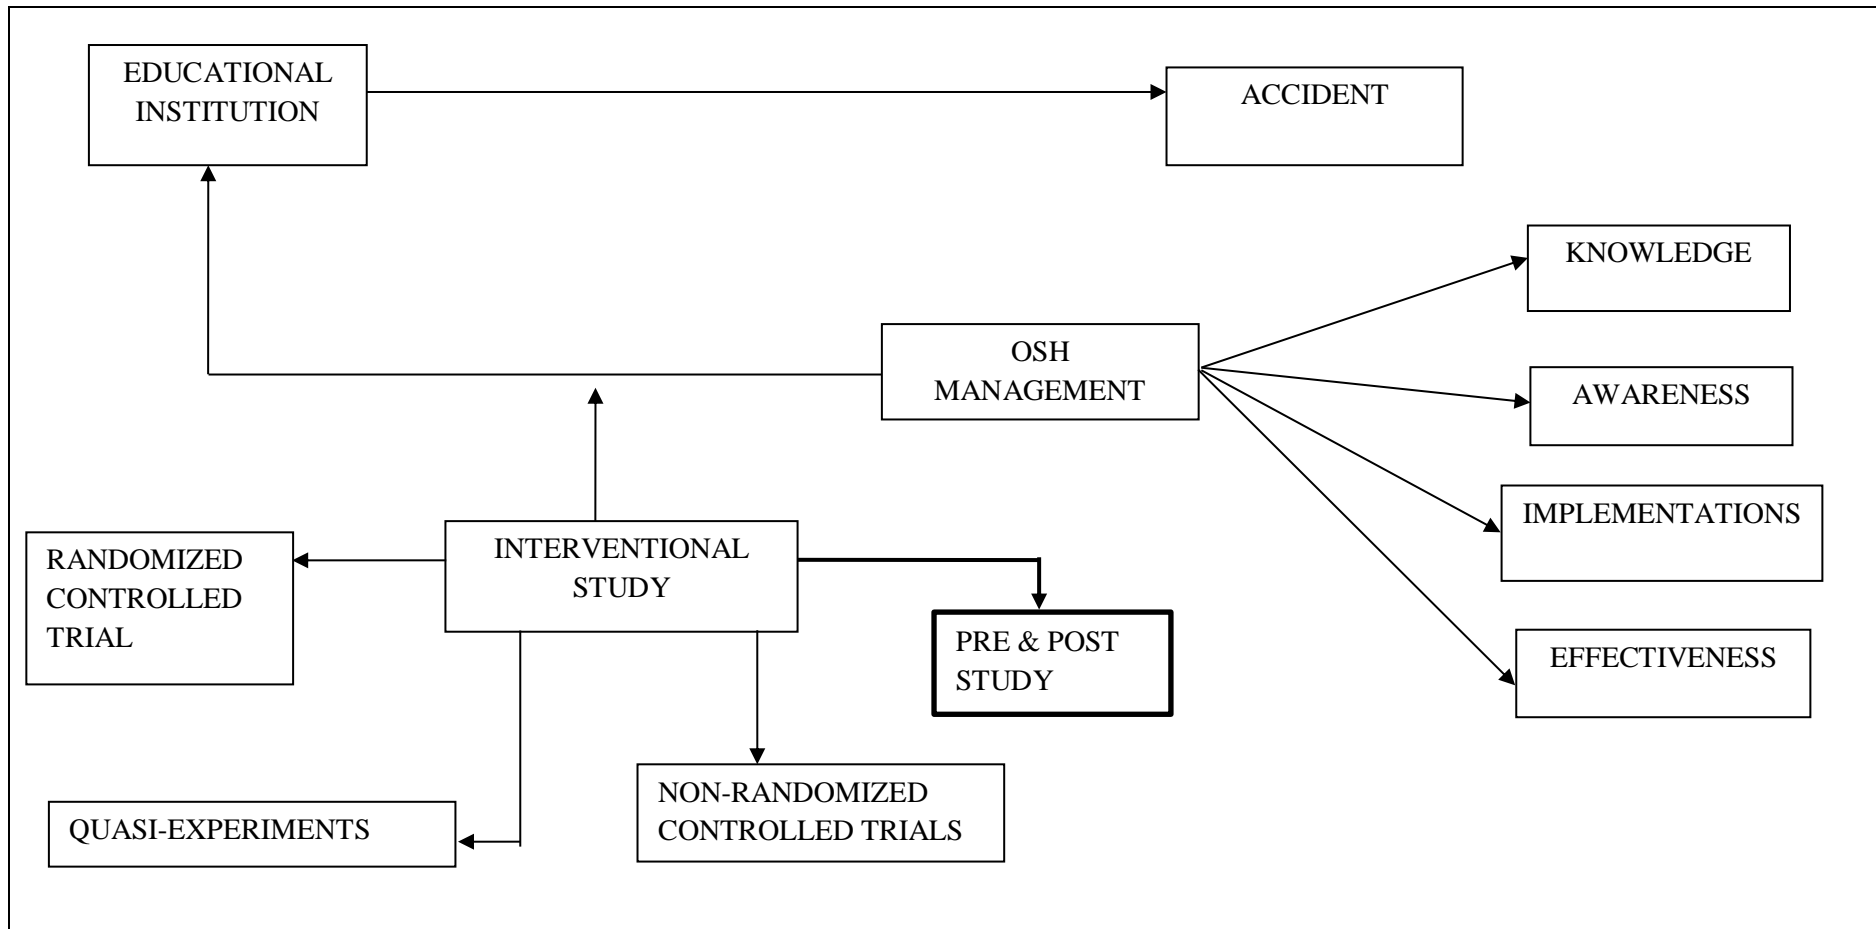 EDUCATIONAL
INSTITUTION
ACCIDENT
KNOWLEDGE
OSH
MANAGEMENT
AWARENESS
IMPLEMENTATIONS
INTERVENTIONAL
STUDY
RANDOMIZED
CONTROLLED
TRIAL
PRE & POST
STUDY
EFFECTIVENESS
NON-RANDOMIZED
CONTROLLED TRIALS
QUASI-EXPERIMENTS